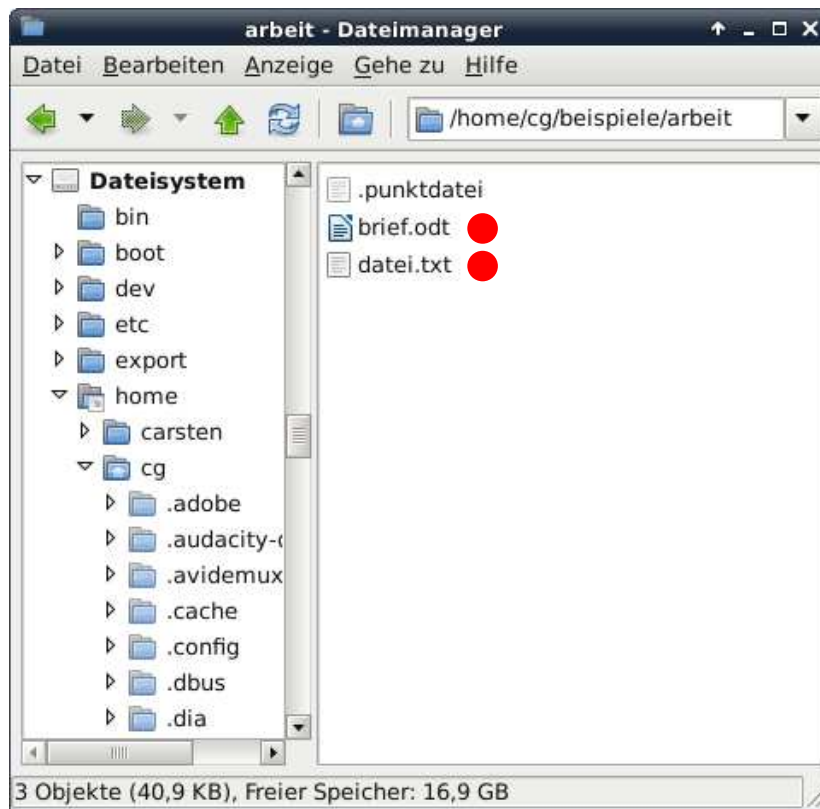 arbeit - Dateimanager
Datei Bearbeiten Anzeige Gehe zu Hilfe
/home/cg/beispiele/arbeit
Dateisystem
bin
boot
dev
etc
export
home
carsten
cg
.adobe
.audacity-
.avidemux
.cache
.config
.dbus
.dia
.punktdatei
brief.odt
datei.txt
3 Objekte (40,9 KB), Freier Speicher: 16,9 GB